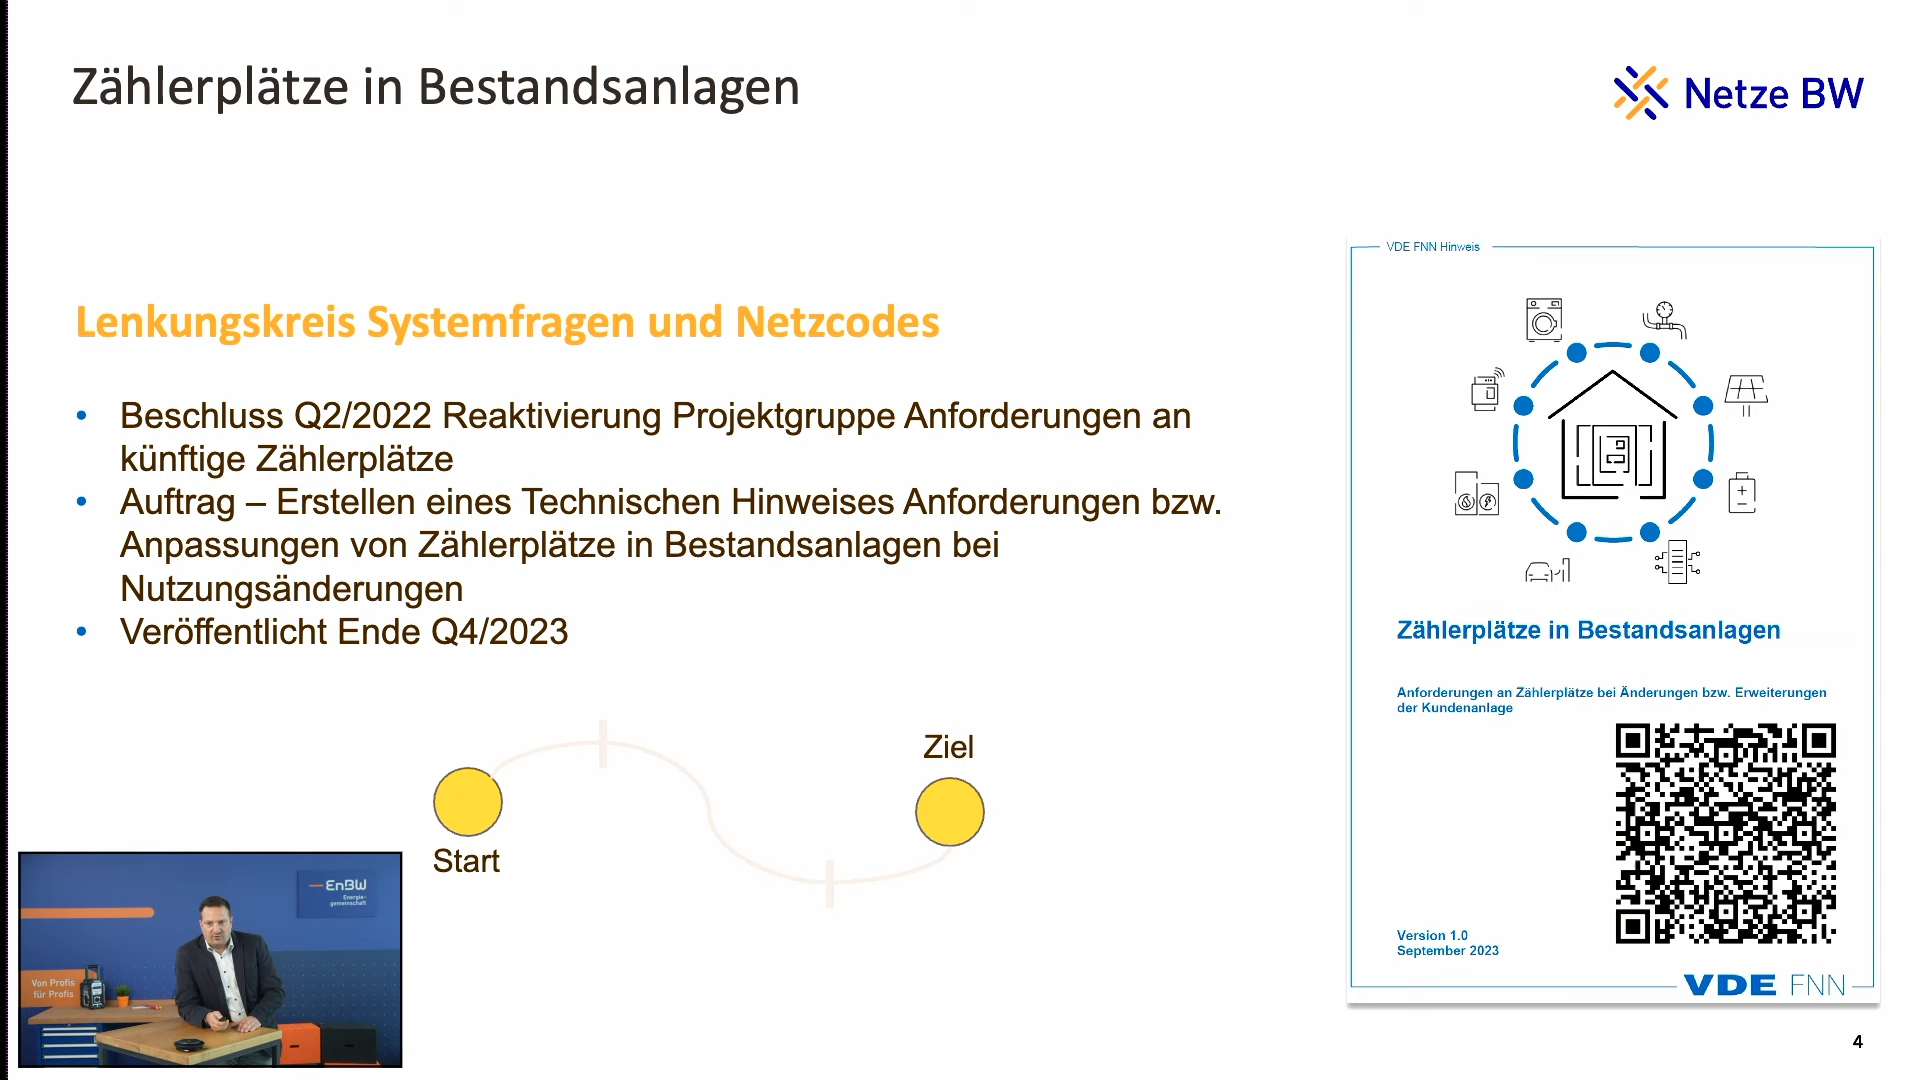 Zählerplätze in Bestandsanlagen
Netze BW
Lenkungskreis Systemfragen und Netzcodes
• Beschluss Q2/2022 Reaktivierung Projektgruppe Anforderungen an
künftige Zählerplätze
• Auftrag – Erstellen eines Technischen Hinweises Anforderungen bzw.
Anpassungen von Zählerplätze in Bestandsanlagen bei
Nutzungsänderungen
• Veröffentlicht Ende Q4/2023
Start
Ziel
VDE FNN Hinweis
Zählerplätze in Bestandsanlagen
Anforderungen an Zählerplätze bei Änderungen bzw. Erweiterungen
der Kundenanlage
Version 1.0
September 2023
VDE FNN
EnBW
Energie-
gemeinschaft
Von Profis
für Profis
4